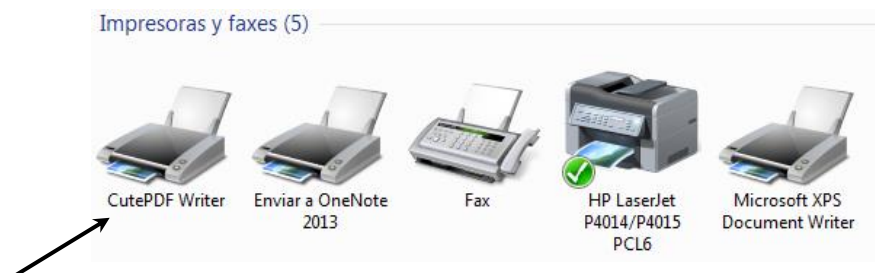 Impresoras y faxes (5)
CutePDF Writer
Enviar a OneNote
2013
Fax
HP LaserJet
P4014/P4015
PCL6
Microsoft XPS
Document Writer